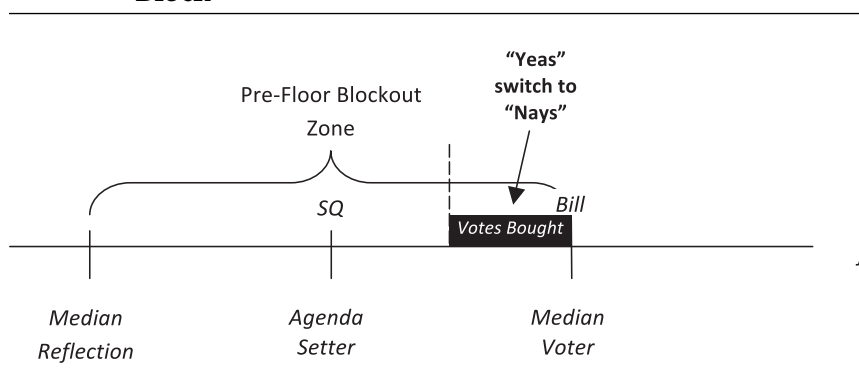 “Yeas”
switch to
“Nays”
Pre-Floor Blockout
Zone
SQ
Bill
Votes Bought
Median
Reflection
Agenda
Setter
Median
Voter